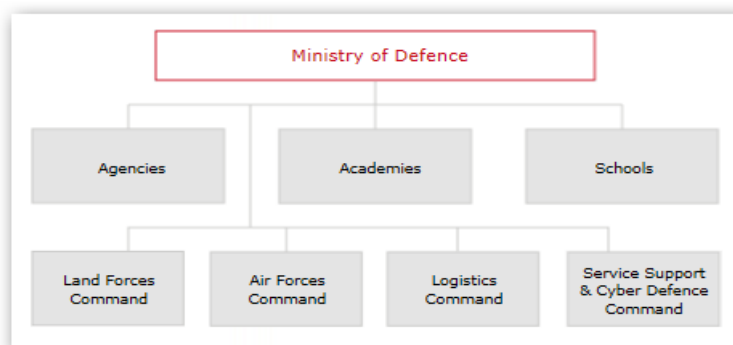 Ministry of Defence
Agencies
Academies
Schools
Land Forces
Command
Air Forces
Command
Logistics
Command
Service Support
& Cyber Defence
Command